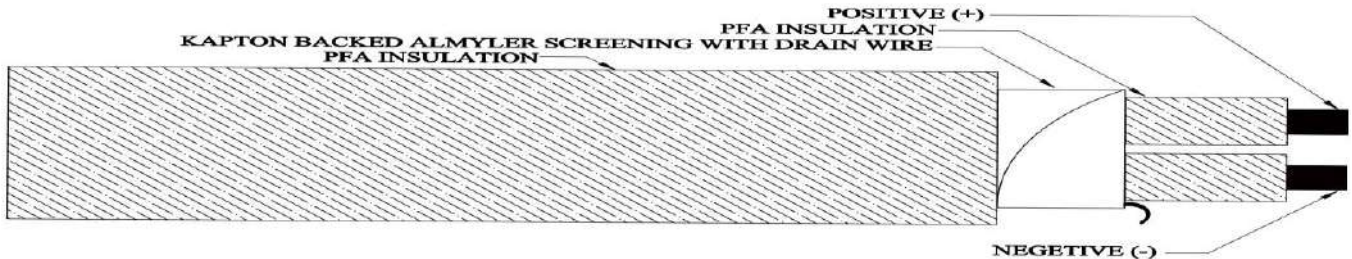 POSITIVE (+)
PFA INSULATION
KAPTON BACKED ALMYLER SCREENING WITH DRAIN WIRE
PFA INSULATION
NEGETIVE (-)